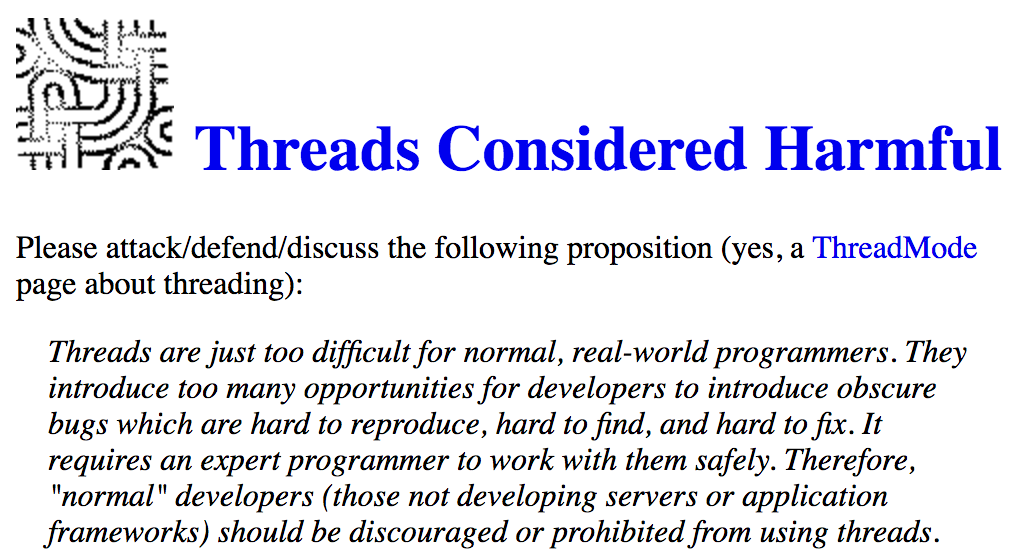 Threads Considered Harmful
Please attack/defend/discuss the following proposition (yes, a ThreadMode
page about threading):
Threads are just too difficult for normal, real-world programmers. They
introduce too many opportunities for developers to introduce obscure
bugs which are hard to reproduce, hard to find, and hard to fix. It
requires an expert programmer to work with them safely. Therefore,
"normal" developers (those not developing servers or application
frameworks) should be discouraged or prohibited from using threads.